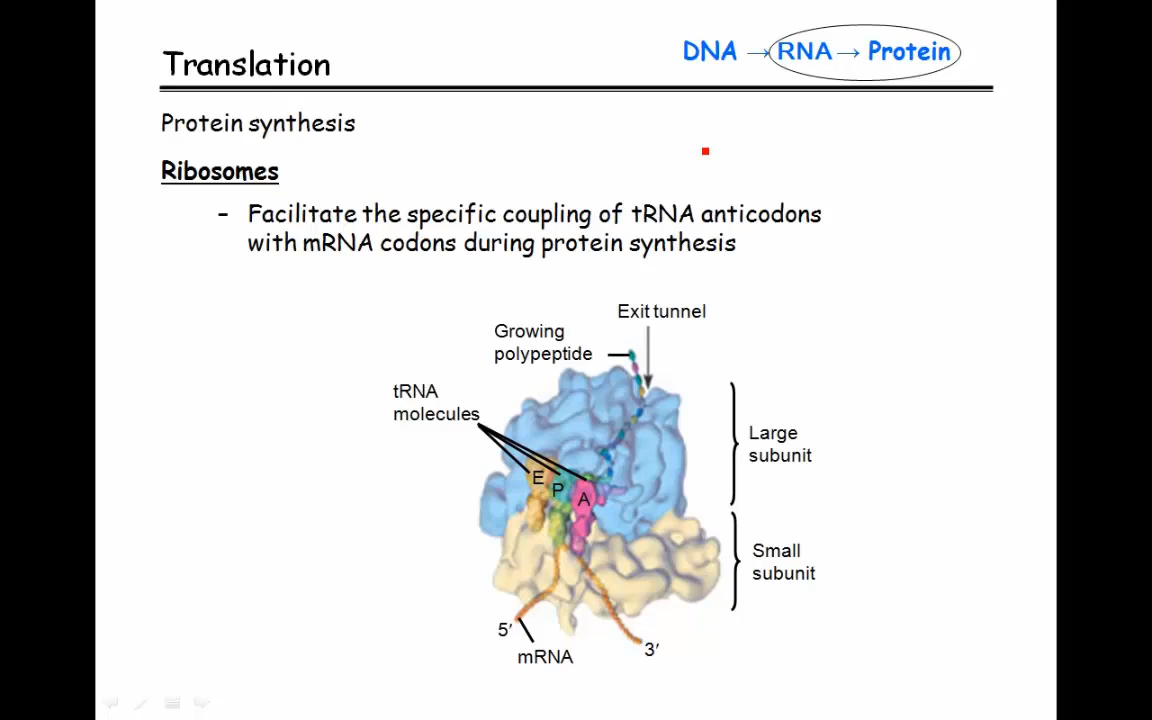 Translation
DNA → RNA → Protein
Protein synthesis
Ribosomes
– Facilitate the specific coupling of tRNA anticodons
with mRNA codons during protein synthesis
Exit tunnel
Growing
polypeptide
tRNA
molecules
E
P
A
Large
subunit
Small
subunit
5′
mRNA
3′